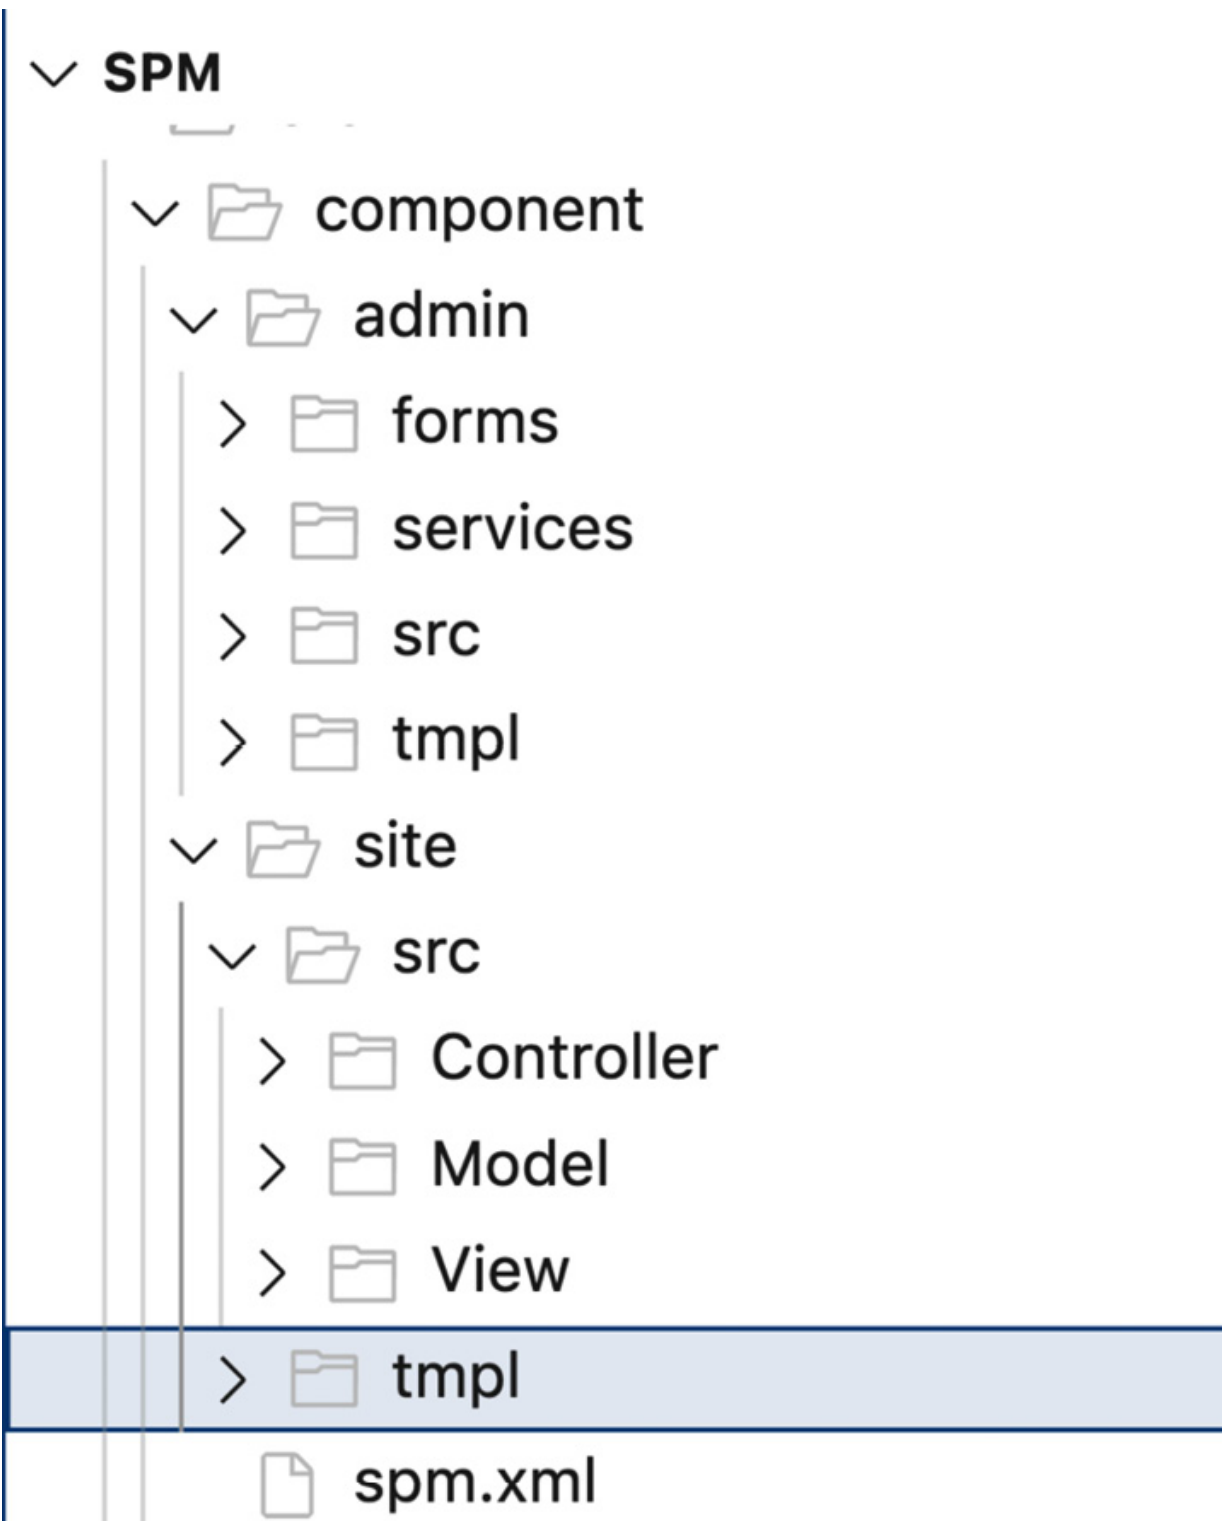 SPM
component
admin
forms
services
src
tmpl
site
src
Controller
Model
View
tmpl
spm.xml